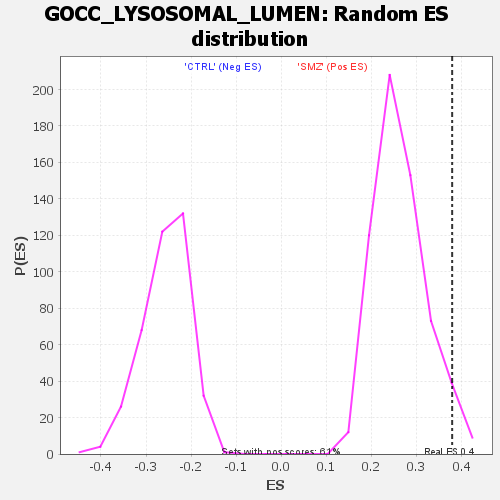 GOCC_LYSOSOMAL_LUMEN: Random ES
distribution
'CTRL' (Neg ES) 'SMZ' (Pos ES)
200
180
160
140
120
100
80
60
40
20
0
P(ES)
Sets with pos scores: 61% Real ES 0.4
-0.4 -0.3 -0.2 -0.1 0.0 0.1 0.2 0.3 0.4
ES